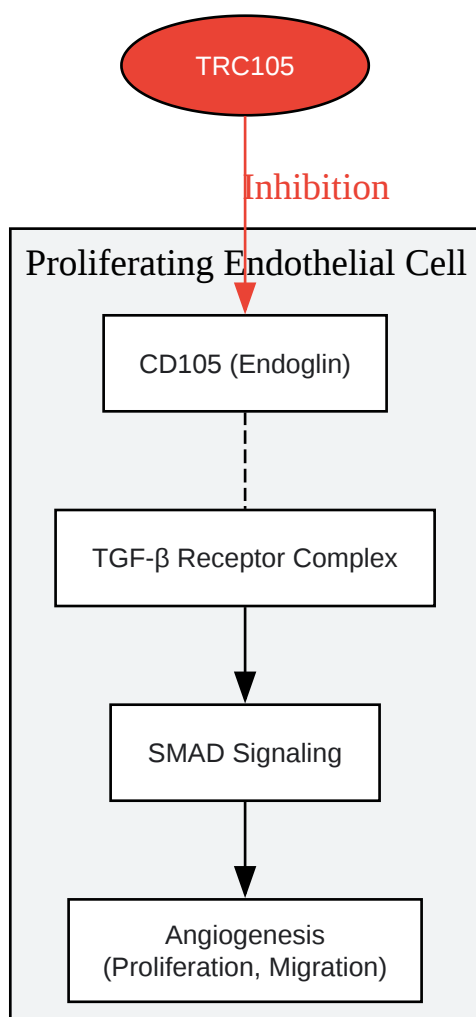 TRC105
Inhibition
Proliferating Endothelial Cell
CD105 (Endoglin)
TGF-β Receptor Complex
SMAD Signaling
Angiogenesis
(Proliferation, Migration)